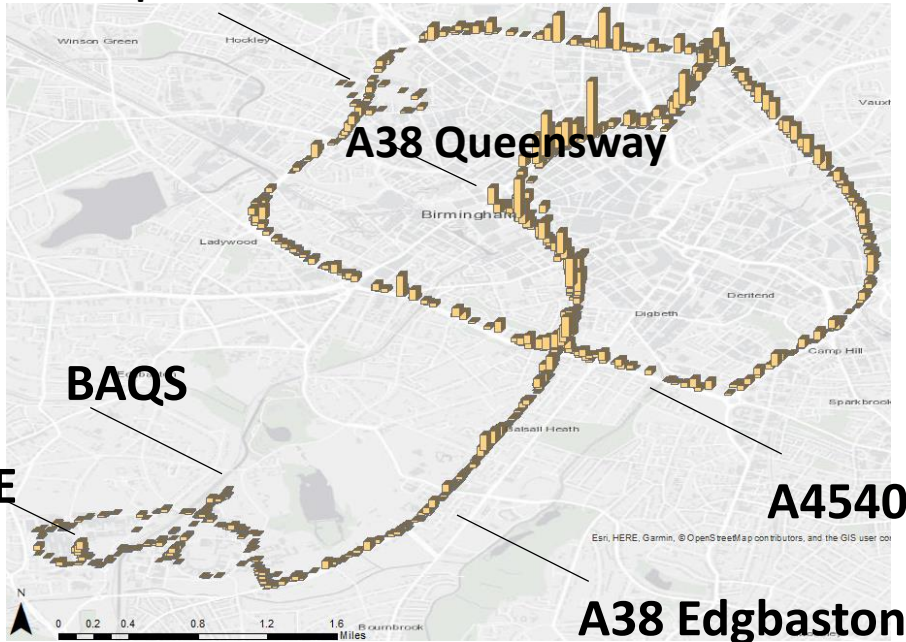 Winson Green
Hockley
Vauxh
A38 Queensway
Birmingham
Ladywood
Deritend
Digbeth
Camp Hill
BAQS
Sparkbrook
Balsall Heath
E
A4540
Esri, HERE, Garmin, © OpenStreetMap contributors, and the GIS user co
N
0 0.2 0.4 0.8 1.2 1.6
Miles
Bournbrook
A38 Edgbaston